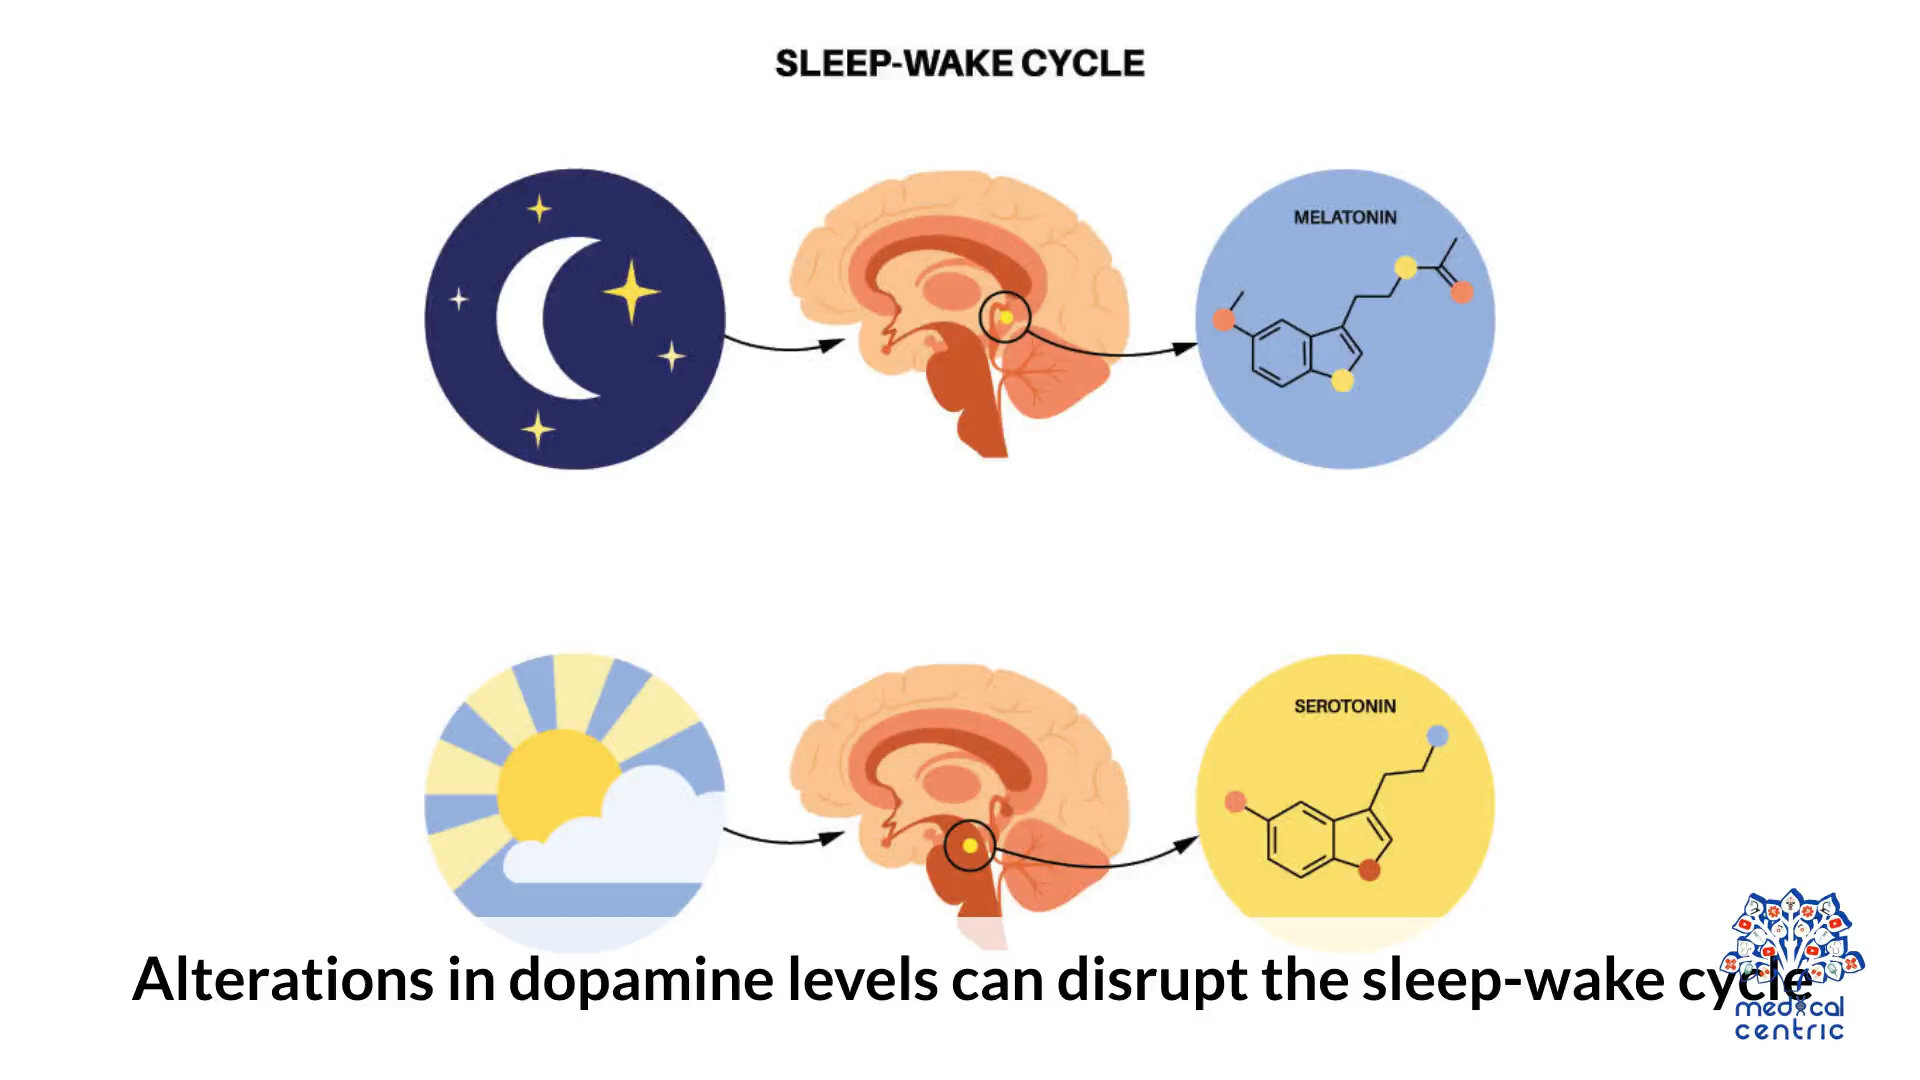 SLEEP-WAKE CYCLE
MELATONIN
SEROTONIN
Alterations in dopamine levels can disrupt the sleep-wake cycle
medical
centric